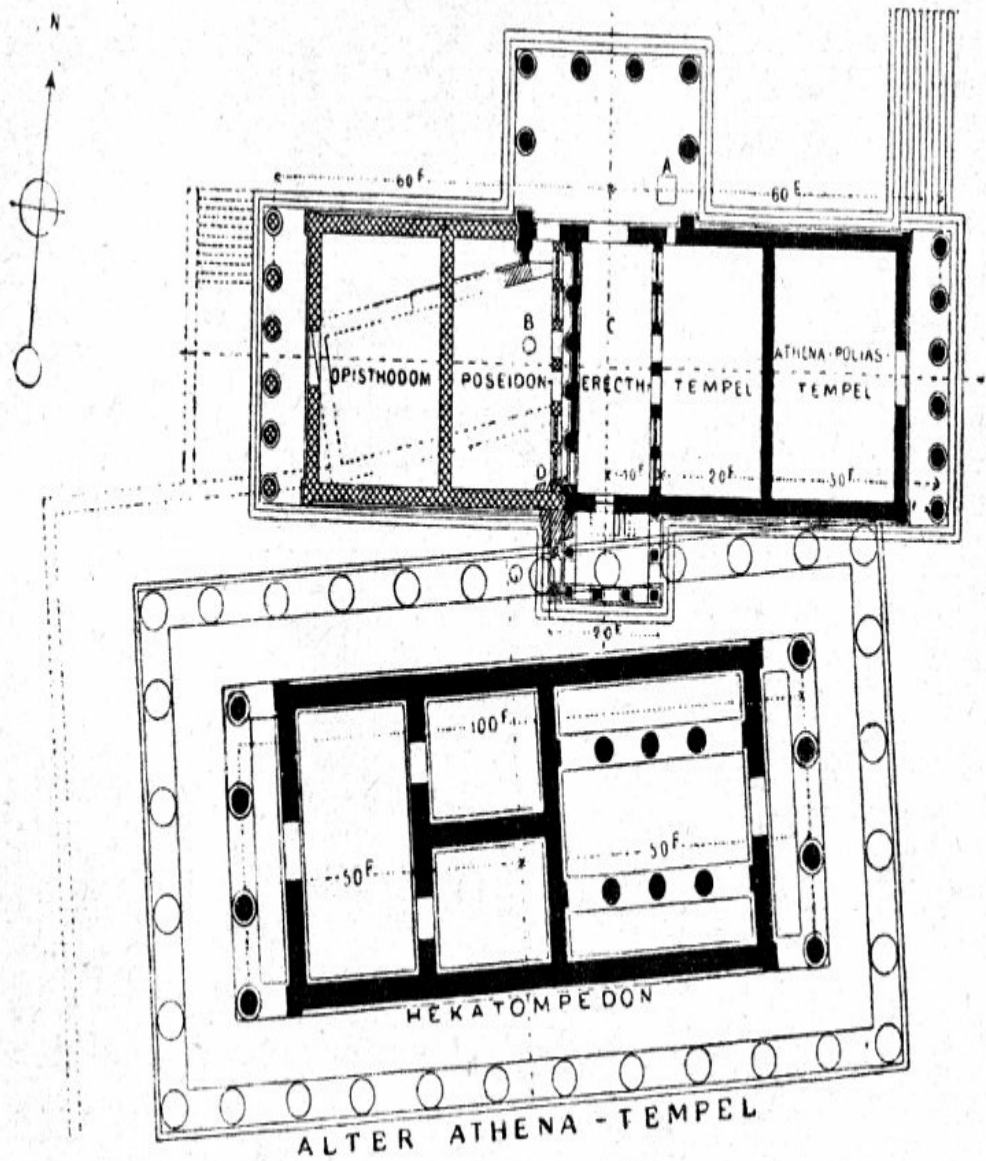 N
60 F.
A
60 F
B
C
ATHENA-POLIAS-
OPISTHODOM POSEIDON- ERECTH- TEMPEL TEMPEL
D
10 F 20 F 30 F
20 F
100 F.
50 F 50 F
HEKATOMPEDON
ALTER ATHENA-TEMPEL